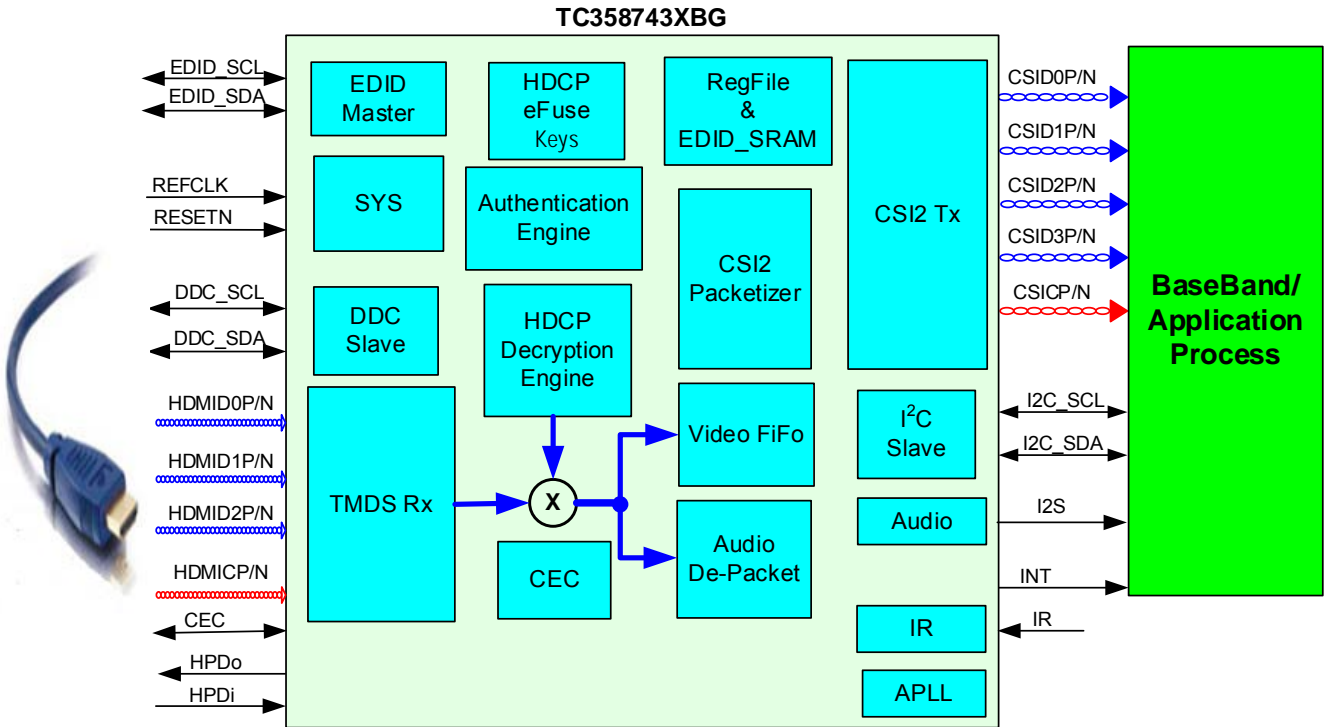 TC358743XBG
EDID_SCL
EDID_SDA
REFCLK
RESETN
DDC_SCL
DDC_SDA
HDMID0P/N
HDMID1P/N
HDMID2P/N
HDMICP/N
CEC
HPDo
HPDi
EDID
Master
HDCP
eFuse
Keys
RegFile
&
EDID_SRAM
SYS
Authentication
Engine
CSI2
Packetizer
CSI2 Tx
DDC
Slave
HDCP
Decryption
Engine
TMDS Rx
X
Video FiFo
I²C
Slave
Audio
CEC
Audio
De-Packet
IR
APLL
CSID0P/N
CSID1P/N
CSID2P/N
CSID3P/N
CSICP/N
I2C_SCL
I2C_SDA
I2S
INT
IR
BaseBand/
Application
Process